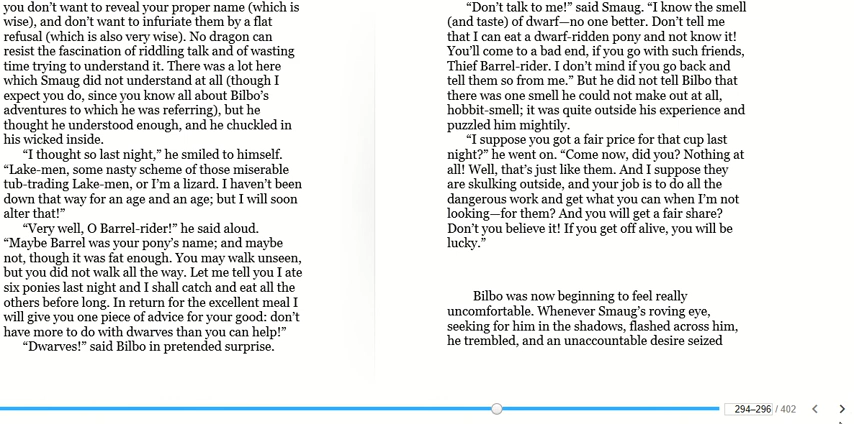 you don’t want to reveal your proper name (which is
wise), and don’t want to infuriate them by a flat
refusal (which is also very wise). No dragon can
resist the fascination of riddling talk and of wasting
time trying to understand it. There was a lot here
which Smaug did not understand at all (though I
expect you do, since you know all about Bilbo’s
adventures to which he was referring), but he
thought he understood enough, and he chuckled in
his wicked inside.
“I thought so last night,” he smiled to himself.
“Lake-men, some nasty scheme of those miserable
tub-trading Lake-men, or I’m a lizard. I haven’t been
down that way for an age and an age; but I will soon
alter that!”
“Very well, O Barrel-rider!” he said aloud.
“Maybe Barrel was your pony’s name; and maybe
not, though it was fat enough. You may walk unseen,
but you did not walk all the way. Let me tell you I ate
six ponies last night and I shall catch and eat all the
others before long. In return for the excellent meal I
will give you one piece of advice for your good: don’t
have more to do with dwarves than you can help!”
“Dwarves!” said Bilbo in pretended surprise.
“Don’t talk to me!” said Smaug. “I know the smell
(and taste) of dwarf—no one better. Don’t tell me
that I can eat a dwarf-ridden pony and not know it!
You’ll come to a bad end, if you go with such friends,
Thief Barrel-rider. I don’t mind if you go back and
tell them so from me.” But he did not tell Bilbo that
there was one smell he could not make out at all,
hobbit-smell; it was quite outside his experience and
puzzled him mightily.
“I suppose you got a fair price for that cup last
night?” he went on. “Come now, did you? Nothing at
all! Well, that’s just like them. And I suppose they
are skulking outside, and your job is to do all the
dangerous work and get what you can when I’m not
looking—for them? And you will get a fair share?
Don’t you believe it! If you get off alive, you will be
lucky.”
Bilbo was now beginning to feel really
uncomfortable. Whenever Smaug’s roving eye,
seeking for him in the shadows, flashed across him,
he trembled, and an unaccountable desire seized
294–296 / 402